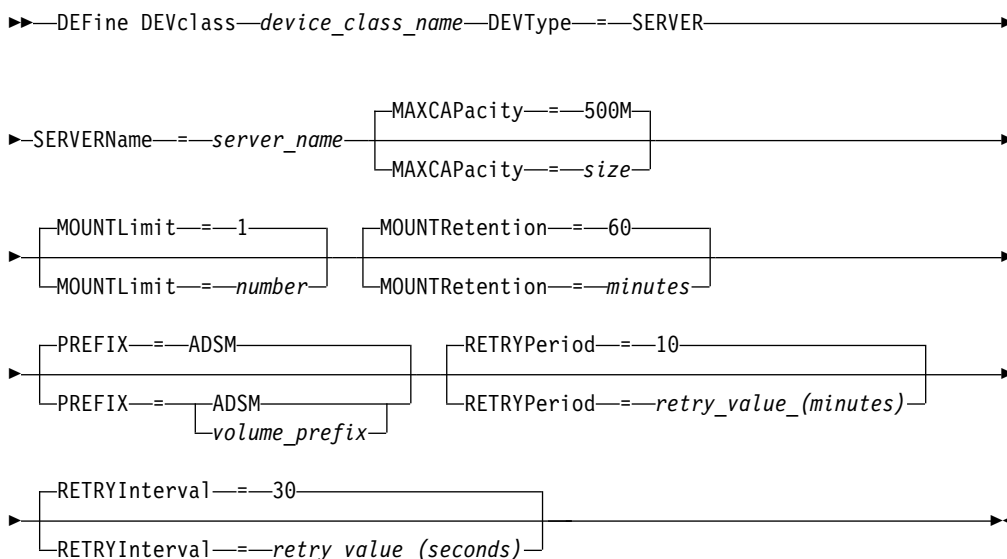 DEFine DEVclass device_class_name DEVType = SERVER
SERVERName = server_name MAXCAPacity = 500M
MAXCAPacity = size
MOUNTLimit = 1 MOUNTRetention = 60
MOUNTLimit = number MOUNTRetention = minutes
PREFIX = ADSM RETRYPeriod = 10
PREFIX = ADSM RETRYPeriod = retry_value_(minutes)
volume_prefix
RETRYInterval = 30
RETRYInterval = retry_value_(seconds)